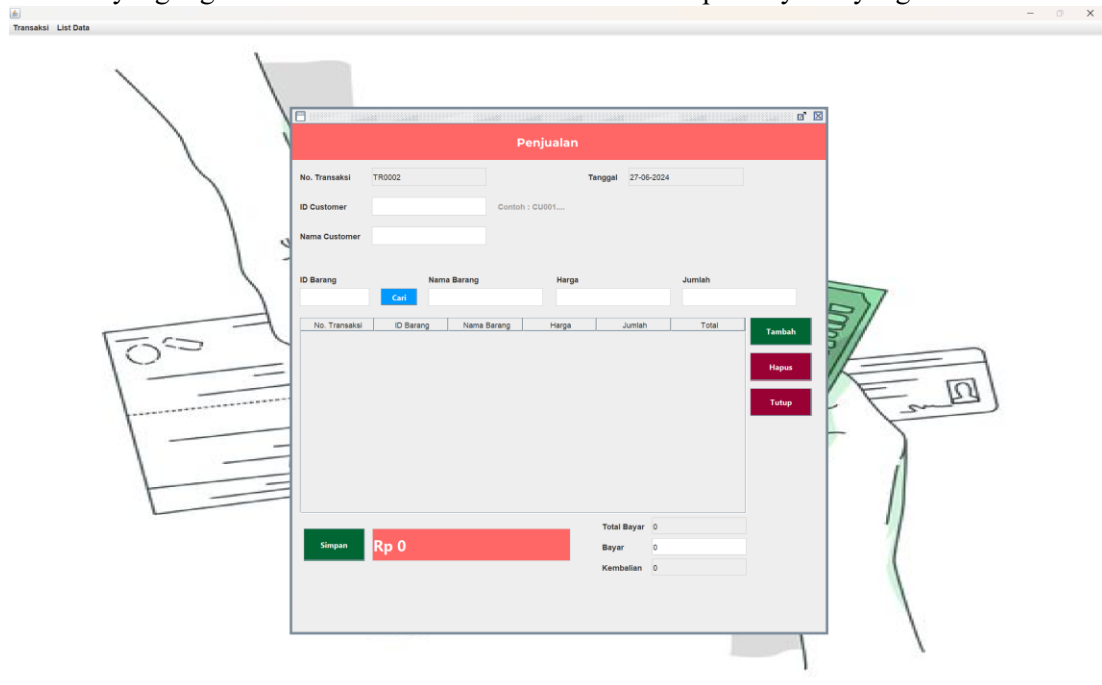 Transaksi List Data
Penjualan
No. Transaksi TR0002 Tanggal 27-06-2024
ID Customer Contoh : CU001....
Nama Customer
ID Barang Nama Barang Harga Jumlah
Cari
No. Transaksi ID Barang Nama Barang Harga Jumlah Total
Tambah
Hapus
Tutup
Total Bayar 0
Simpan Rp 0
Bayar 0
Kembalian 0